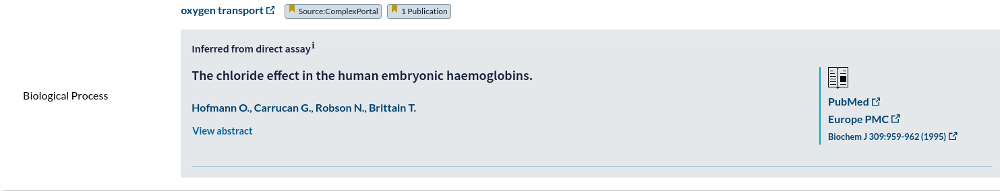 oxygen transport Source:ComplexPortal 1 Publication
Biological Process
Inferred from direct assay i
The chloride effect in the human embryonic haemoglobins.
Hofmann O., Carrucan G., Robson N., Brittain T.
View abstract
PubMed
Europe PMC
Biochem J 309:959-962 (1995)